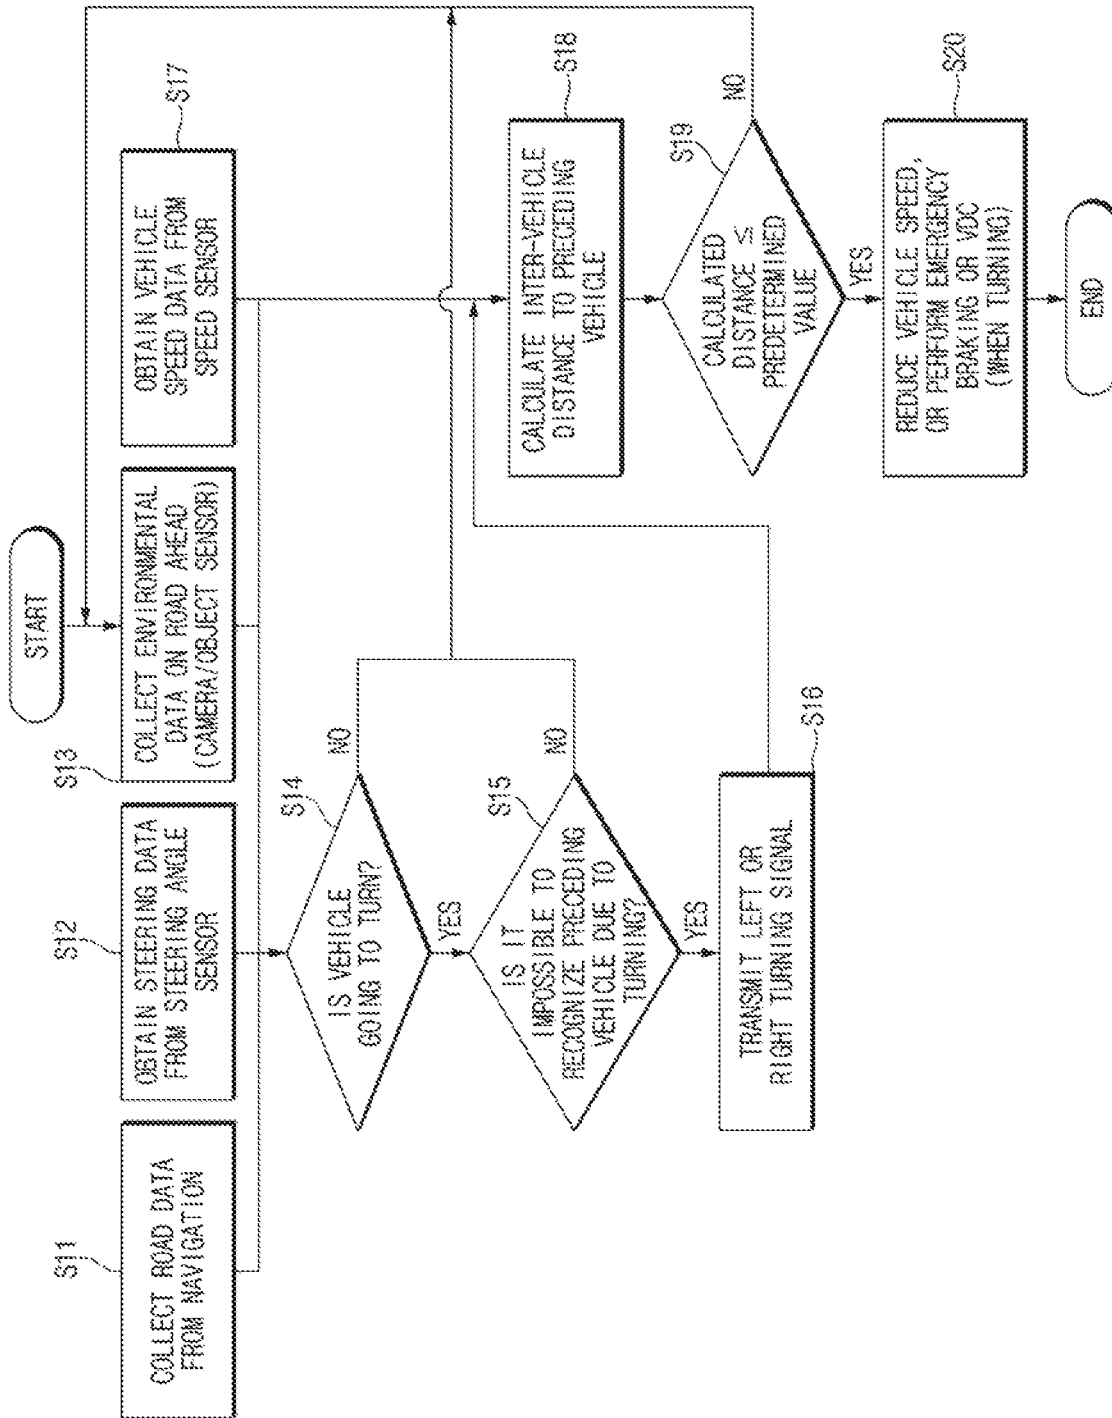 START
S11
COLLECT ROAD DATA
FROM NAVIGATION
S12
OBTAIN STEERING DATA
FROM STEERING ANGLE
SENSOR
S13
COLLECT ENVIRONMENTAL
DATA ON ROAD AHEAD
(CAMERA/OBJECT SENSOR)
S17
OBTAIN VEHICLE
SPEED DATA FROM
SPEED SENSOR
S14
IS VEHICLE
GOING TO TURN?
NO
YES
S15
IS IT
IMPOSSIBLE TO
RECOGNIZE PRECEDING
VEHICLE DUE TO
TURNING?
NO
YES
S16
TRANSMIT LEFT OR
RIGHT TURNING SIGNAL
S18
CALCULATE INTER-VEHICLE
DISTANCE TO PRECEDING
VEHICLE
S19
CALCULATED
DISTANCE ≤
PREDETERMINED
VALUE
NO
YES
S20
REDUCE VEHICLE SPEED,
OR PERFORM EMERGENCY
BRAKING OR VDC
(WHEN TURNING)
END